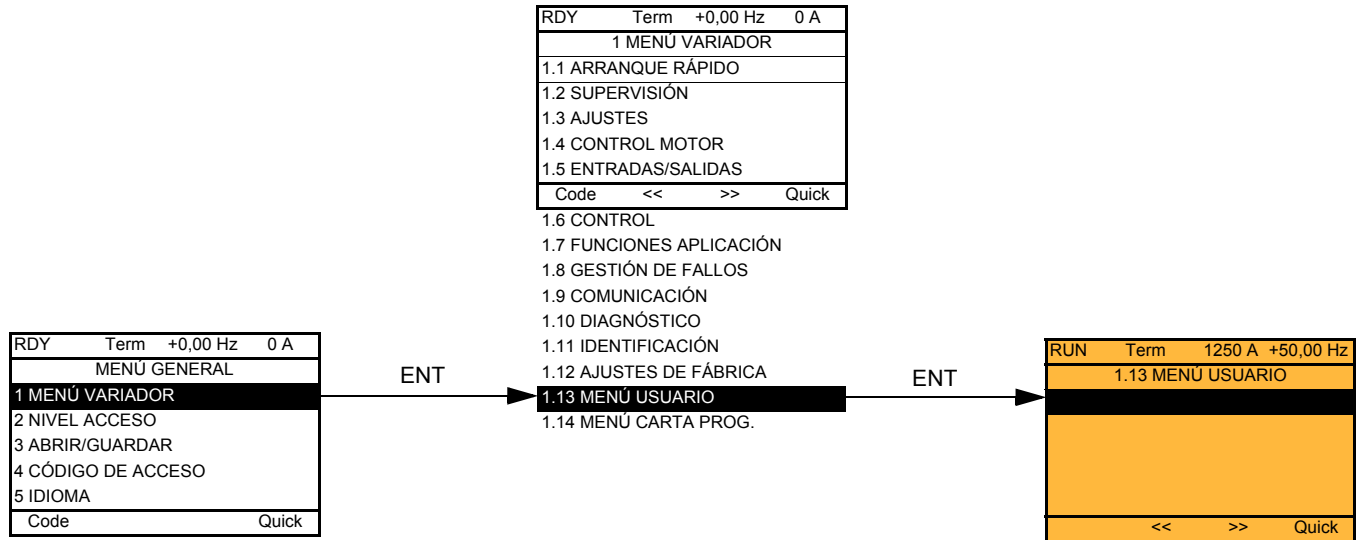 RDY Term +0,00 Hz 0 A
1 MENÚ VARIADOR
1.1 ARRANQUE RÁPIDO
1.2 SUPERVISIÓN
1.3 AJUSTES
1.4 CONTROL MOTOR
1.5 ENTRADAS/SALIDAS
Code << >> Quick
1.6 CONTROL
1.7 FUNCIONES APLICACIÓN
1.8 GESTIÓN DE FALLOS
1.9 COMUNICACIÓN
1.10 DIAGNÓSTICO
1.11 IDENTIFICACIÓN
1.12 AJUSTES DE FÁBRICA
1.13 MENÚ USUARIO
1.14 MENÚ CARTA PROG.
RDY Term +0,00 Hz 0 A
MENÚ GENERAL
1 MENÚ VARIADOR
2 NIVEL ACCESO
3 ABRIR/GUARDAR
4 CÓDIGO DE ACCESO
5 IDIOMA
Code Quick
ENT
ENT
RUN Term 1250 A +50,00 Hz
1.13 MENÚ USUARIO
<< >> Quick